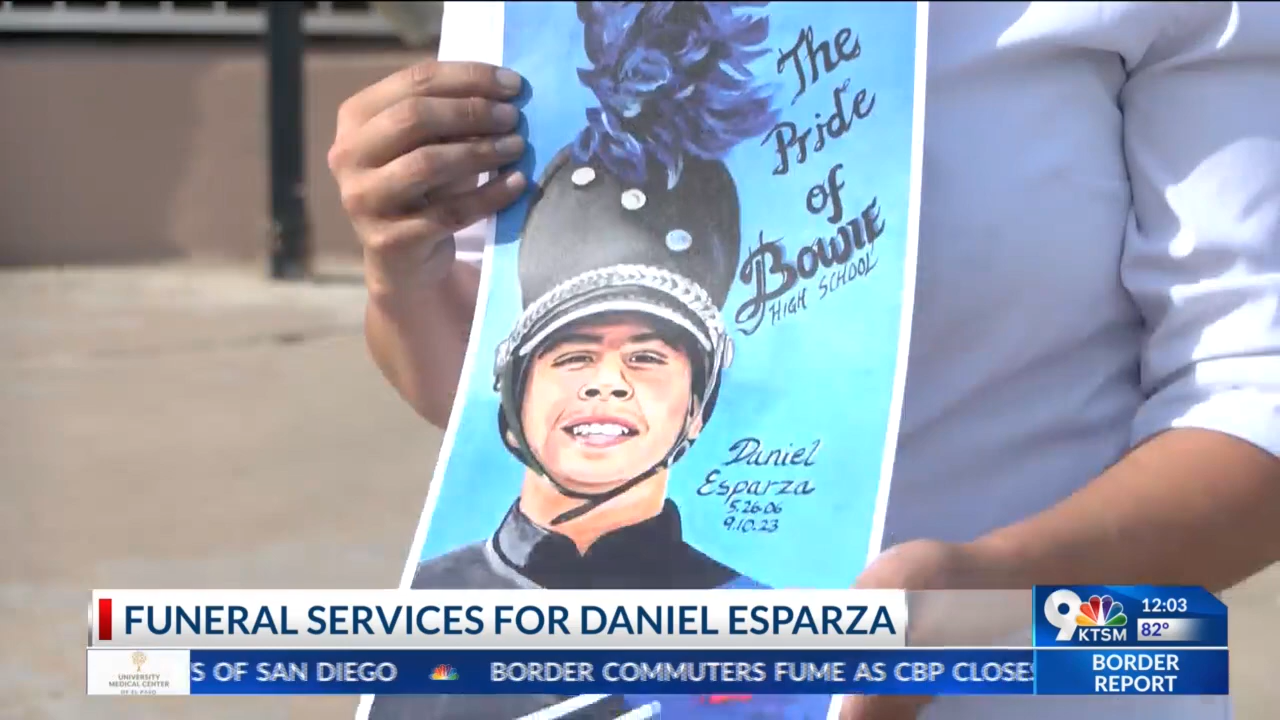 The
Pride
of
BOWIE
HIGH SCHOOL
Daniel
Esparza
5.26.06
9.10.23
FUNERAL SERVICES FOR DANIEL ESPARZA
S OF SAN DIEGO BORDER COMMUTERS FUME AS CBP CLOSES
UNIVERSITY
MEDICAL CENTER
OF EL PASO
9
KTSM
12:03
82°
BORDER
REPORT